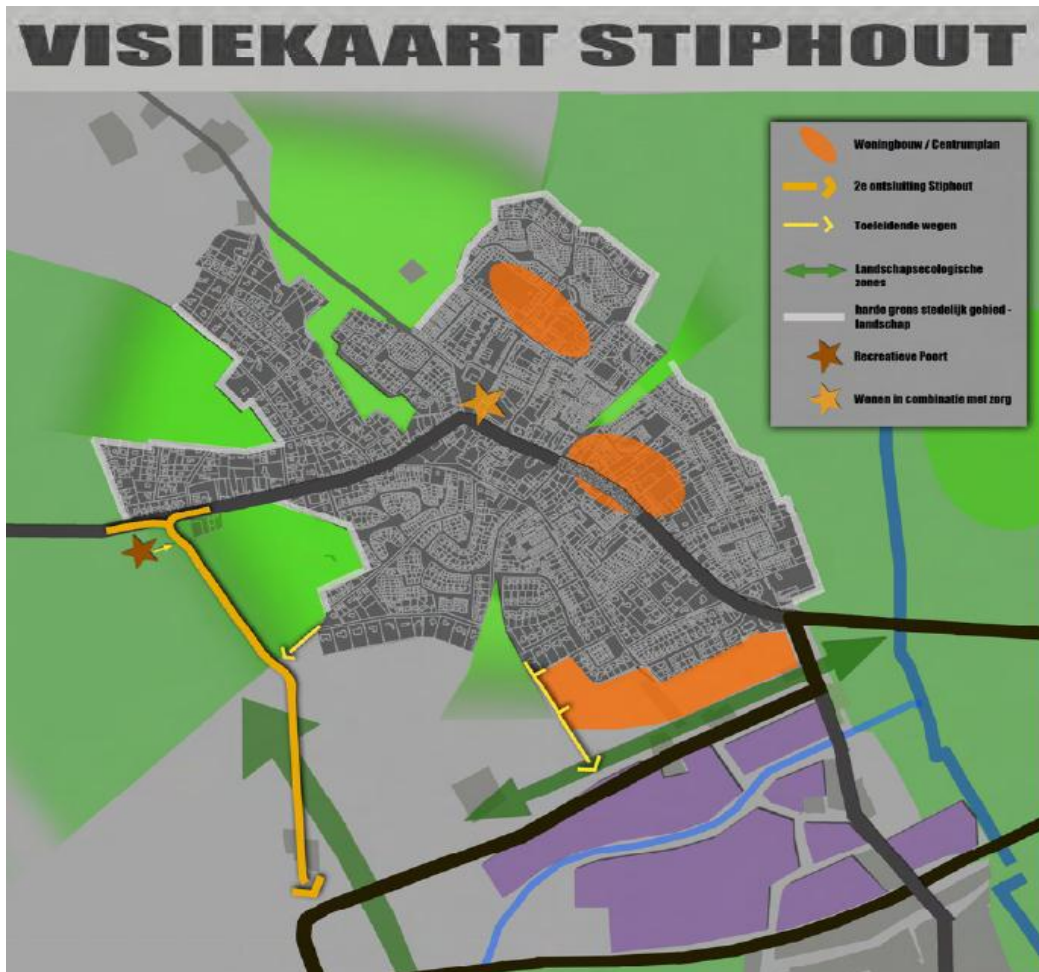 VISIEKAART STIPHOUT
Woningbouw / Centrumplan
2e ontsluiting Stiphout
Toeleidende wegen
Landschapsecologische
zones
harde grens stedelijk gebied -
landschap
Recreatieve Poort
Wonen in combinatie met zorg